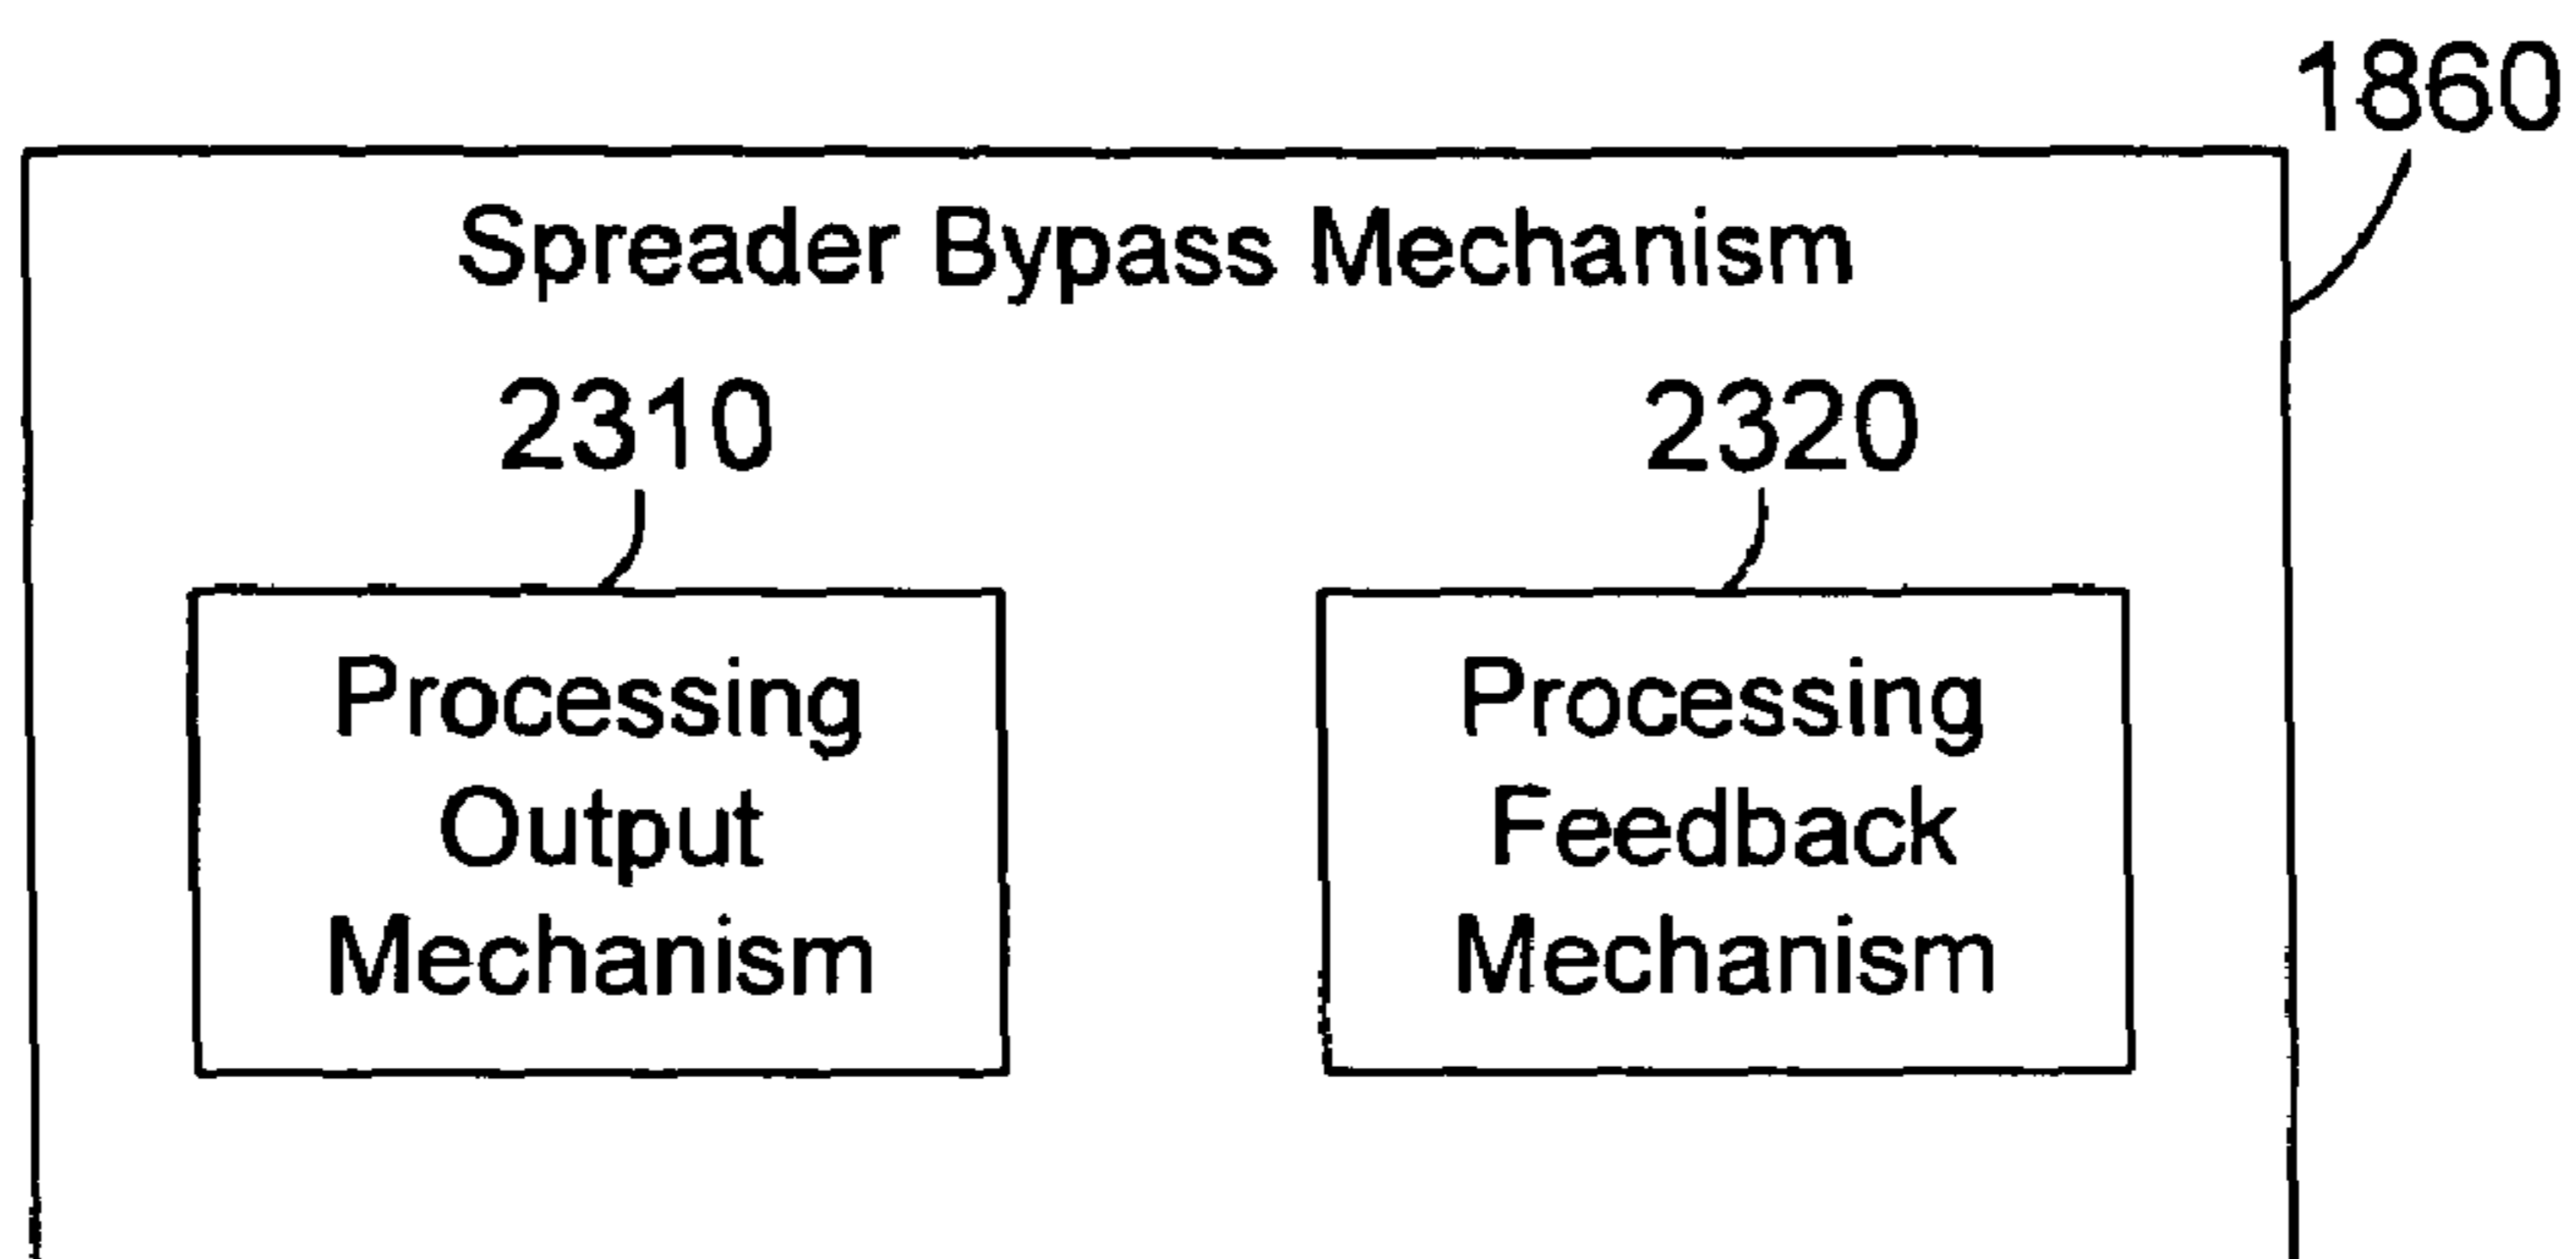 1860
Spreader Bypass Mechanism
2310
2320
Processing
Output
Mechanism
Processing
Feedback
Mechanism